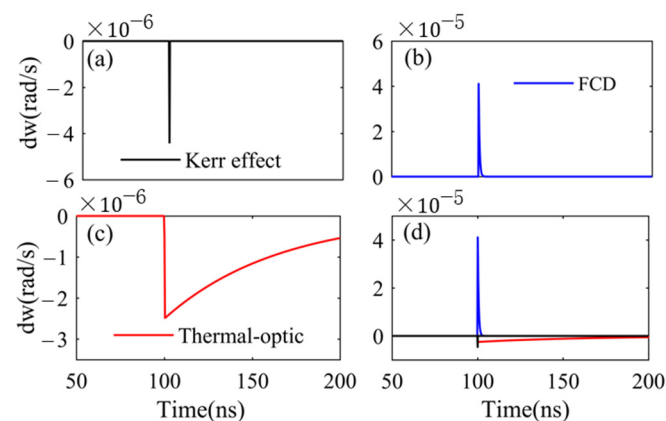 ×10⁻⁶
0
−2
−4
−6
dw(rad/s)
(a)
Kerr effect
6 ×10⁻⁵
4
2
0
(b)
FCD
×10⁻⁶
0
−1
−2
−3
dw(rad/s)
(c)
Thermal-optic
50 100 150 200
Time(ns)
×10⁻⁵
4
2
0
(d)
50 100 150 200
Time(ns)